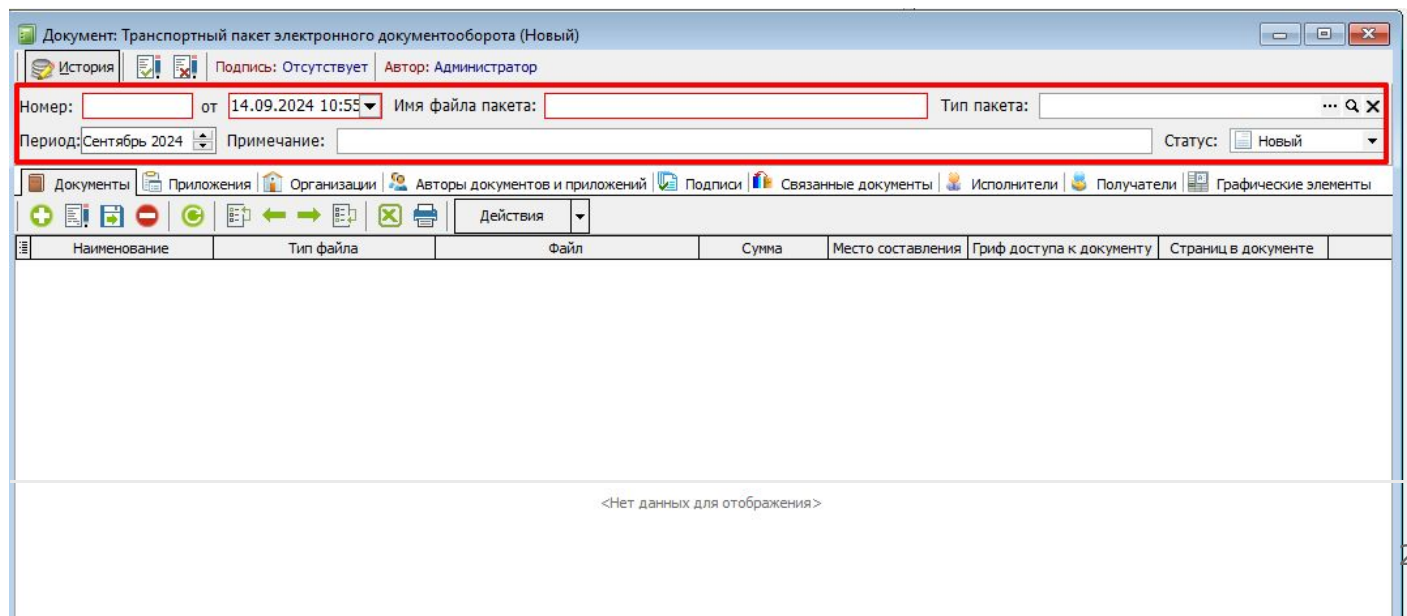 Документ: Транспортный пакет электронного документооборота (Новый)
История Подпись: Отсутствует Автор: Администратор
Номер: от 14.09.2024 10:55 Имя файла пакета: Тип пакета:
Период: Сентябрь 2024 Примечание: Статус: Новый
Документы Приложения Организации Авторы документов и приложений Подписи Связанные документы Исполнители Получатели Графические элементы
Действия
Наименование Тип файла Файл Сумма Место составления Гриф доступа к документу Страниц в документе
<Нет данных для отображения>